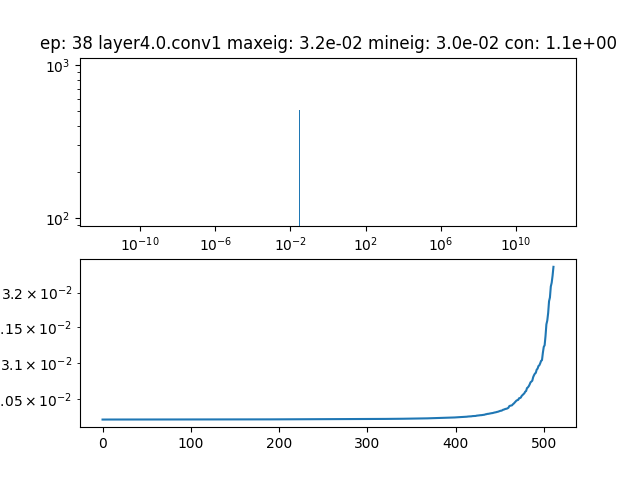 ep: 38 layer4.0.conv1 maxeig: 3.2e-02 mineig: 3.0e-02 con: 1.1e+00
10³
10²
10⁻¹⁰ 10⁻⁶ 10⁻² 10² 10⁶ 10¹⁰
3.2 × 10⁻²
.15 × 10⁻²
3.1 × 10⁻²
.05 × 10⁻²
0 100 200 300 400 500